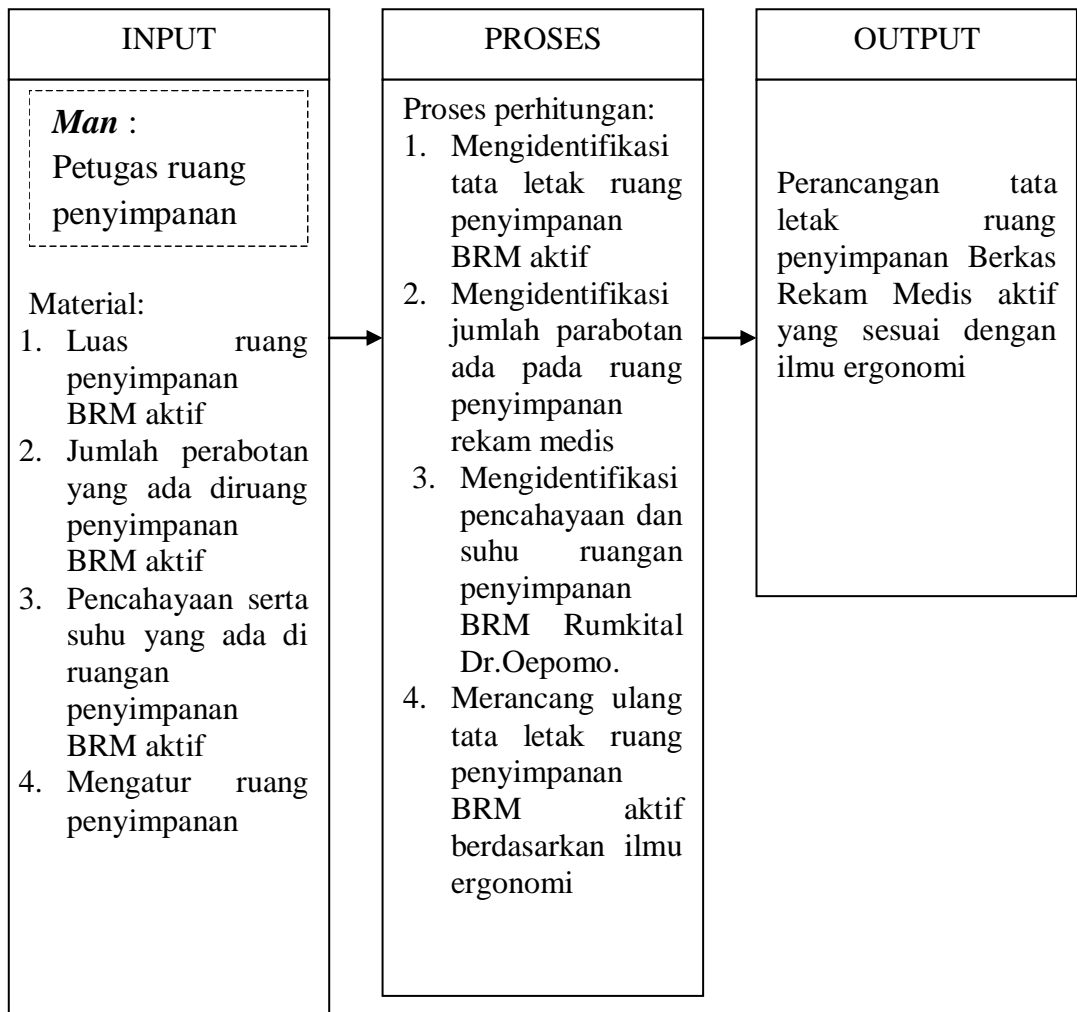 INPUT
Man :
Petugas ruang
penyimpanan
Material:
1. Luas ruang
penyimpanan
BRM aktif
2. Jumlah perabotan
yang ada diruang
penyimpanan
BRM aktif
3. Pencahayaan serta
suhu yang ada di
ruangan
penyimpanan
BRM aktif
4. Mengatur ruang
penyimpanan
PROSES
Proses perhitungan:
1. Mengidentifikasi
tata letak ruang
penyimpanan
BRM aktif
2. Mengidentifikasi
jumlah parabotan
ada pada ruang
penyimpanan
rekam medis
3. Mengidentifikasi
pencahayaan dan
suhu ruangan
penyimpanan
BRM Rumkital
Dr.Oepomo.
4. Merancang ulang
tata letak ruang
penyimpanan
BRM aktif
berdasarkan ilmu
ergonomi
OUTPUT
Perancangan tata
letak ruang
penyimpanan Berkas
Rekam Medis aktif
yang sesuai dengan
ilmu ergonomi